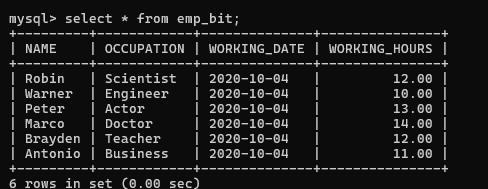 mysql> select * from emp_bit;
+---------+------------+--------------+---------------+
| NAME    | OCCUPATION | WORKING_DATE | WORKING_HOURS |
+---------+------------+--------------+---------------+
| Robin   | Scientist  | 2020-10-04   |         12.00 |
| Warner  | Engineer   | 2020-10-04   |         10.00 |
| Peter   | Actor      | 2020-10-04   |         13.00 |
| Marco   | Doctor     | 2020-10-04   |         14.00 |
| Brayden | Teacher    | 2020-10-04   |         12.00 |
| Antonio | Business   | 2020-10-04   |         11.00 |
+---------+------------+--------------+---------------+
6 rows in set (0.00 sec)